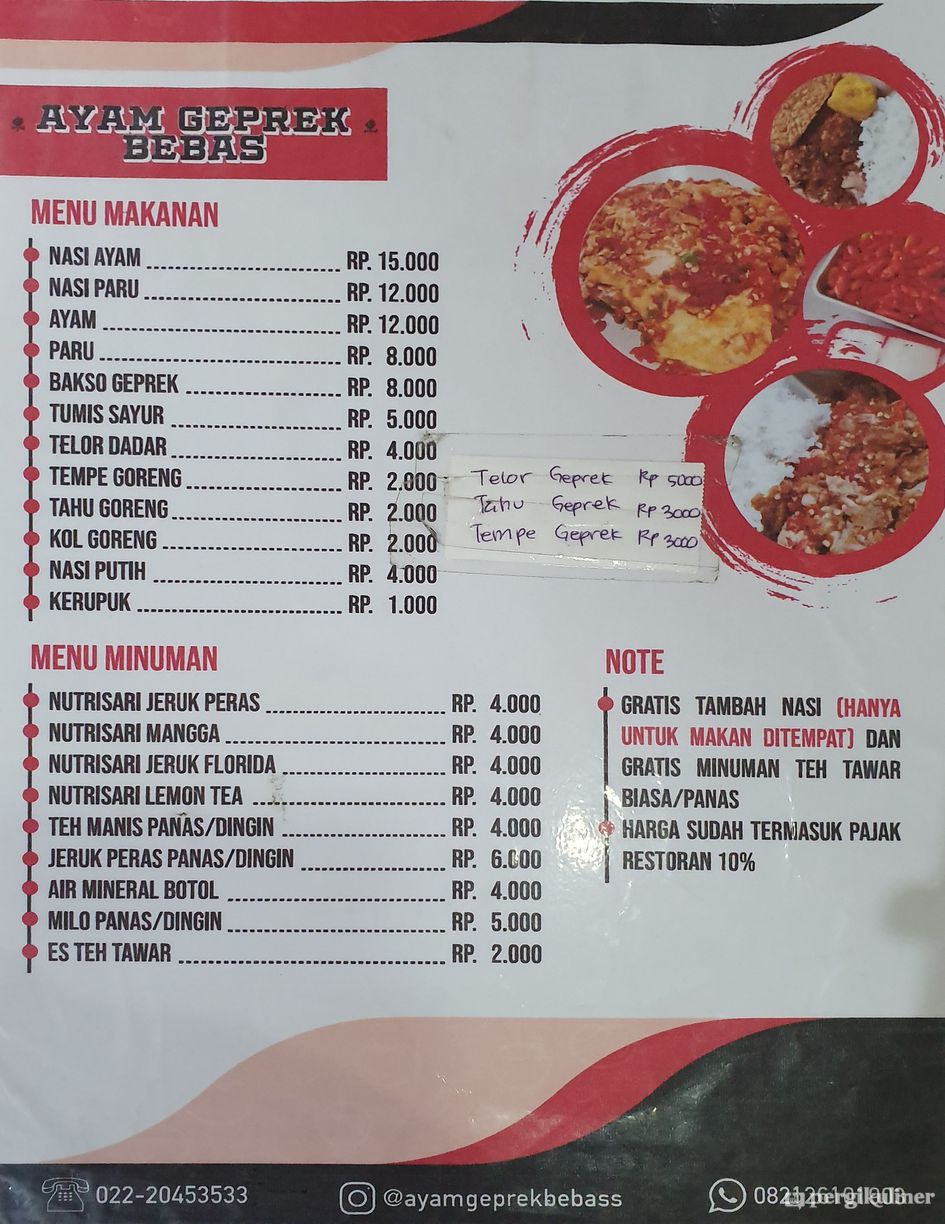 AYAM GEPREK
BEBAS
MENU MAKANAN
NASI AYAM RP. 15.000
NASI PARU RP. 12.000
AYAM RP. 12.000
PARU RP. 8.000
BAKSO GEPREK RP. 8.000
TUMIS SAYUR RP. 5.000
TELOR DADAR RP. 4.000
TEMPE GORENG RP. 2.000
TAHU GORENG RP. 2.000
KOL GORENG RP. 2.000
NASI PUTIH RP. 4.000
KERUPUK RP. 1.000
Telor Geprek Rp 5000
Tahu Geprek Rp 3000
Tempe Geprek Rp 3000
MENU MINUMAN
NUTRISARI JERUK PERAS RP. 4.000
NUTRISARI MANGGA RP. 4.000
NUTRISARI JERUK FLORIDA RP. 4.000
NUTRISARI LEMON TEA RP. 4.000
TEH MANIS PANAS/DINGIN RP. 4.000
JERUK PERAS PANAS/DINGIN RP. 6.000
AIR MINERAL BOTOL RP. 4.000
MILO PANAS/DINGIN RP. 5.000
ES TEH TAWAR RP. 2.000
NOTE
GRATIS TAMBAH NASI (HANYA
UNTUK MAKAN DITEMPAT) DAN
GRATIS MINUMAN TEH TAWAR
BIASA/PANAS
HARGA SUDAH TERMASUK PAJAK
RESTORAN 10%
022-20453533
@ayamgeprekbebass
pergikuliner